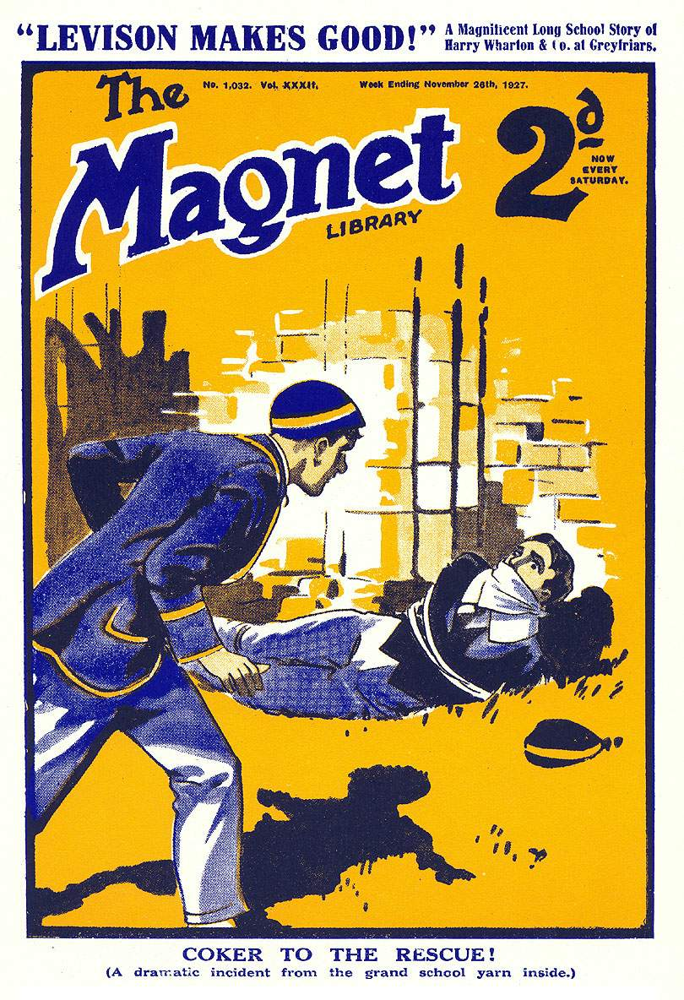 "LEVISON MAKES GOOD!"
A Magnificent Long School Story of
Harry Wharton & Co. at Greyfriars.
The
No. 1,032. Vol. XXXII.
Week Ending November 26th, 1927.
Magnet
LIBRARY
2d
NOW
EVERY
SATURDAY.
COKER TO THE RESCUE!
(A dramatic incident from the grand school yarn inside.)